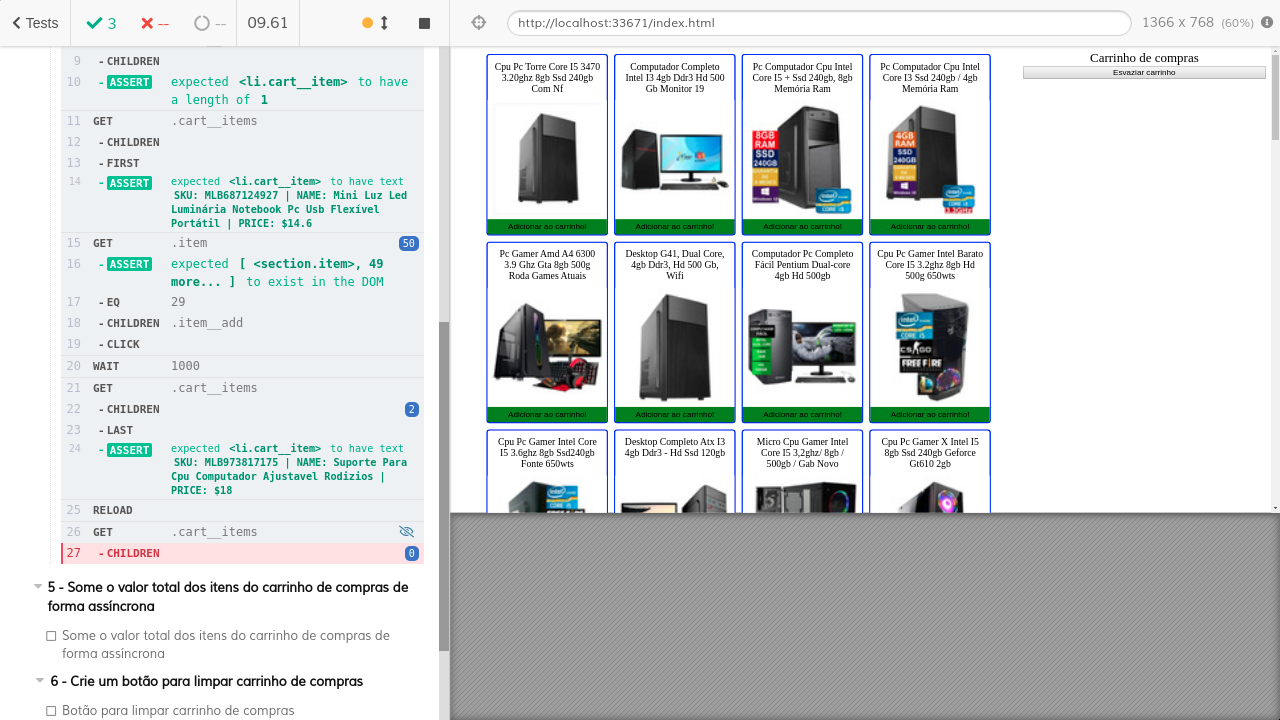 Tests
3
--
--
09.61
http://localhost:33671/index.html
1366 x 768 (60%)
9 - CHILDREN
10 - ASSERT expected <li.cart__item> to have
a length of 1
11 GET .cart__items
12 - CHILDREN
13 - FIRST
14 - ASSERT expected <li.cart__item> to have text
SKU: MLB687124927 | NAME: Mini Luz Led
Luminária Notebook Pc Usb Flexível
Portátil | PRICE: $14.6
15 GET .item 50
16 - ASSERT expected [ <section.item>, 49
more... ] to exist in the DOM
17 - EQ 29
18 - CHILDREN .item__add
19 - CLICK
20 WAIT 1000
21 GET .cart__items
22 - CHILDREN 2
23 - LAST
24 - ASSERT expected <li.cart__item> to have text
SKU: MLB973817175 | NAME: Suporte Para
Cpu Computador Ajustavel Rodizios |
PRICE: $18
25 RELOAD
26 GET .cart__items
27 - CHILDREN 0
5 - Some o valor total dos itens do carrinho de compras de
forma assíncrona
Some o valor total dos itens do carrinho de compras de
forma assíncrona
6 - Crie um botão para limpar carrinho de compras
Botão para limpar carrinho de compras
Cpu Pc Torre Core I5 3470
3.20ghz 8gb Ssd 240gb
Com Nf
Adicionar ao carrinho!
Computador Completo
Intel I3 4gb Ddr3 Hd 500
Gb Monitor 19
Adicionar ao carrinho!
Pc Computador Cpu Intel
Core I5 + Ssd 240gb, 8gb
Memória Ram
8GB
RAM
SSD
240GB
Adicionar ao carrinho!
Pc Computador Cpu Intel
Core I3 Ssd 240gb / 4gb
Memória Ram
4GB
RAM
SSD
240GB
Adicionar ao carrinho!
Pc Gamer Amd A4 6300
3.9 Ghz Gta 8gb 500g
Roda Games Atuais
Adicionar ao carrinho!
Desktop G41, Dual Core,
4gb Ddr3, Hd 500 Gb,
Wifi
Adicionar ao carrinho!
Computador Pc Completo
Fácil Pentium Dual-core
4gb Hd 500gb
Adicionar ao carrinho!
Cpu Pc Gamer Intel Barato
Core I5 3.2ghz 8gb Hd
500g 650wts
intel
CORE i5
CS GO
FREE FIRE
Adicionar ao carrinho!
Cpu Pc Gamer Intel Core
I5 3.6ghz 8gb Ssd240gb
Fonte 650wts
Desktop Completo Atx I3
4gb Ddr3 - Hd Ssd 120gb
Micro Cpu Gamer Intel
Core I5 3,2ghz/ 8gb /
500gb / Gab Novo
Cpu Pc Gamer X Intel I5
8gb Ssd 240gb Geforce
Gt610 2gb
Carrinho de compras
Esvaziar carrinho